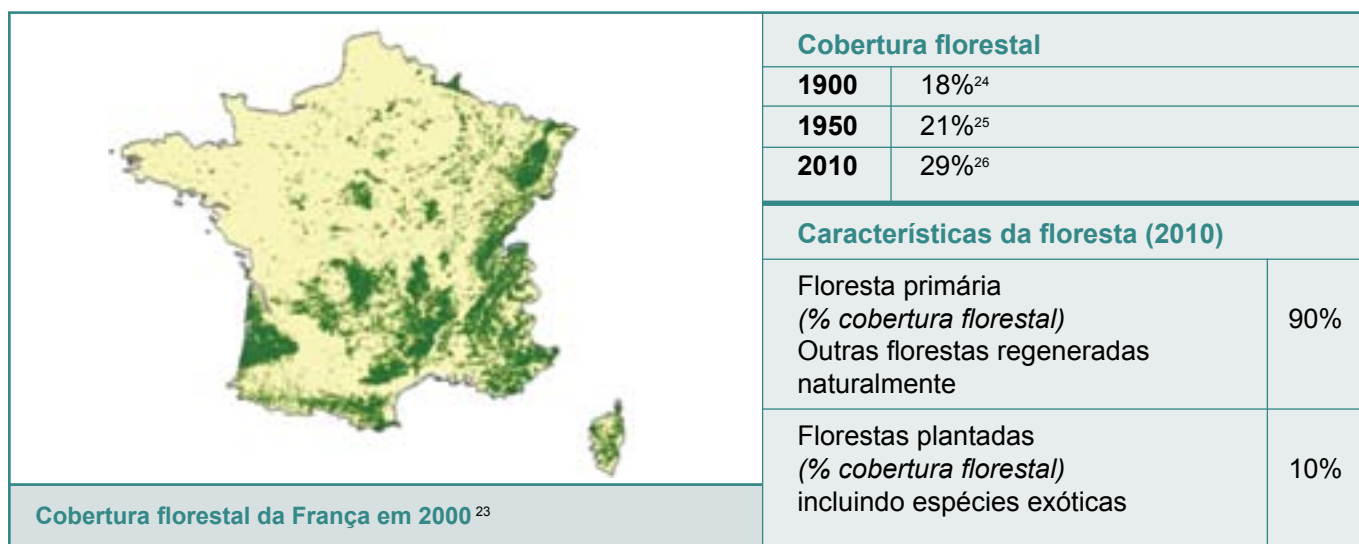 Cobertura florestal da França em 2000 23
Cobertura florestal
1900 18%24
1950 21%25
2010 29%26
Características da floresta (2010)
Floresta primária
(% cobertura florestal) 90%
Outras florestas regeneradas
naturalmente
Florestas plantadas
(% cobertura florestal) 10%
incluindo espécies exóticas